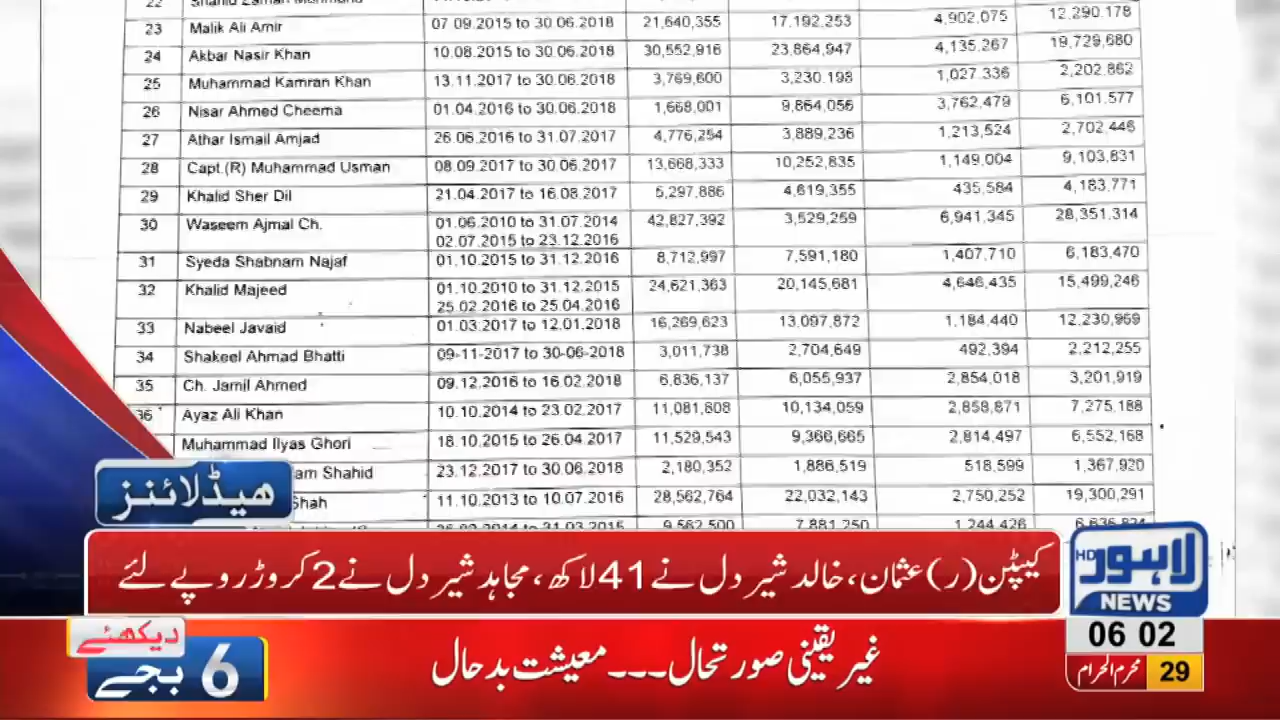 22 Shahid Zaman
23 Malik Ali Amir 07 09.2015 to 30.06.2018 21,640,355 17,192,253 4,902,075 12,290,178
24 Akbar Nasir Khan 10.08.2015 to 30.06.2018 30,552,916 23,864,947 4,135,267 19,729,680
25 Muhammad Kamran Khan 13.11.2017 to 30.06.2018 3,769,600 3,230,198 1,027,336 2,202,862
26 Nisar Ahmed Cheema 01.04.2016 to 30.06.2018 1,668,001 9,864,056 3,762,479 6,101,577
27 Athar Ismail Amjad 26.06.2016 to 31.07.2017 4,776,254 3,889,236 1,213,524 2,702,446
28 Capt.(R) Muhammad Usman 08.09.2017 to 30.06.2017 13,668,333 10,252,835 1,149,004 9,103,831
29 Khalid Sher Dil 21.04.2017 to 16.08.2017 5,297,886 4,619,355 435,584 4,183,771
30 Waseem Ajmal Ch. 01.06.2010 to 31.07.2014 42,827,392 3,529,259 6,941,345 28,351,314
02.07.2015 to 23.12.2016
31 Syeda Shabnam Najaf 01.10.2015 to 31.12.2016 8,712,997 7,591,180 1,407,710 6,183,470
32 Khalid Majeed 01.10.2010 to 31.12.2015 24,621,363 20,145,681 4,646,435 15,499,246
25.02 2016 to 25.04.2016
33 Nabeel Javaid 01.03.2017 to 12.01.2018 16,269,623 13,097,872 1,184,440 12,230,969
34 Shakeel Ahmad Bhatti 09-11-2017 to 30-06-2018 3,011,738 2,704,649 492,394 2,212,255
35 Ch. Jamil Ahmed 09.12.2016 to 16.02.2018 6,836,137 6,055,937 2,854,018 3,201,919
36 Ayaz Ali Khan 10.10.2014 to 23.02.2017 11,081,608 10,134,059 2,858,871 7,275,188
Muhammad Ilyas Ghori 18.10.2015 to 26.04.2017 11,529,543 9,366,665 2,814,497 6,552,168
am Shahid 23.12.2017 to 30.06.2018 2,180,352 1,886,519 518,599 1,367,920
Shah 11.10.2013 to 10.07.2016 28,562,764 22,032,143 2,750,252 19,300,291
31.03.2015 9,562,500 7,881,250 1,244,426
ہیڈلائنز
کیپٹن (ر) عثمان، خالد شیر دل نے 41 لاکھ، مجاہد شیر دل نے 2 کروڑ روپے لئے
لاہور HD
NEWS
دیکھئے
6 بجے
غیر یقینی صورتحال۔۔۔ معیشت بدحال
06 02
29 محرم الحرام